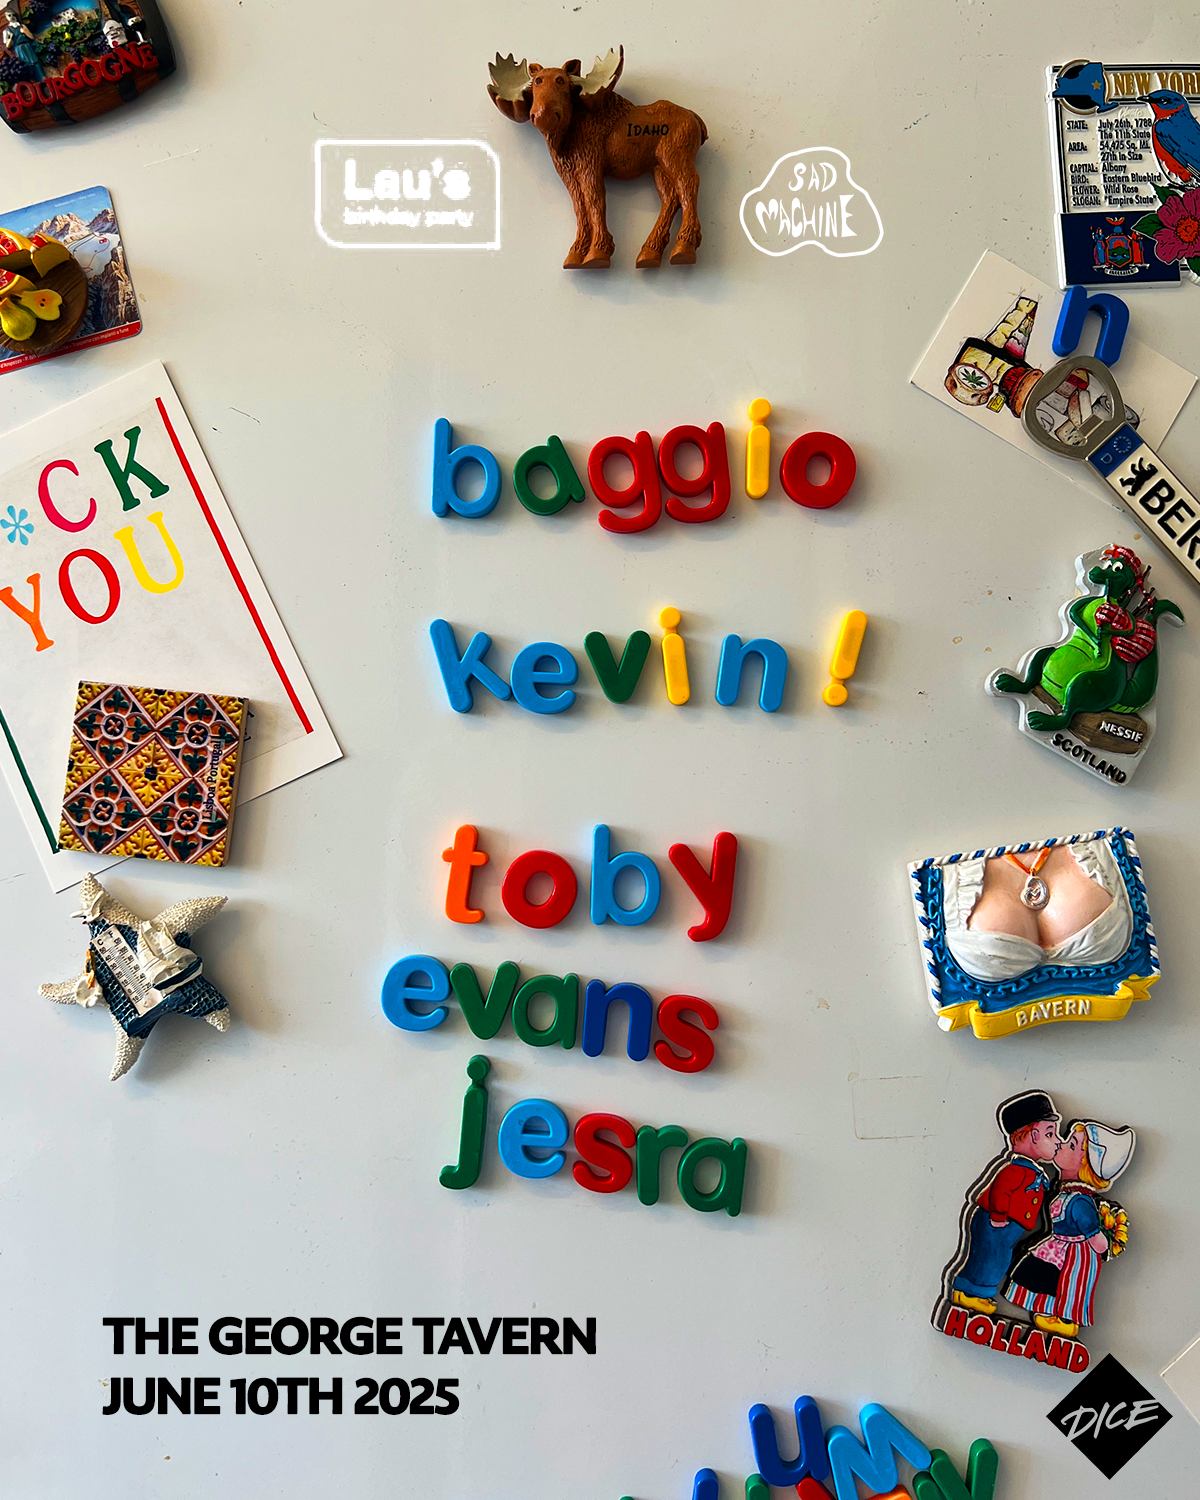 BOURGOGNE
IDAHO
Lau's
birthday party
SAD
MACHINE
NEW YORK
STATE: July 26th, 1788
The 11th State
AREA: 54,475 Sq. Mi.
27th in Size
CAPITAL: Albany
BIRD: Eastern Bluebird
FLOWER: Wild Rose
SLOGAN: "Empire State"
n
baggio
*CK
YOU
D
BER
kevin!
NESSIE
SCOTLAND
Lisboa Portugal
toby
evans
jesra
BAVERN
HOLLAND
THE GEORGE TAVERN
JUNE 10TH 2025
DICE
u